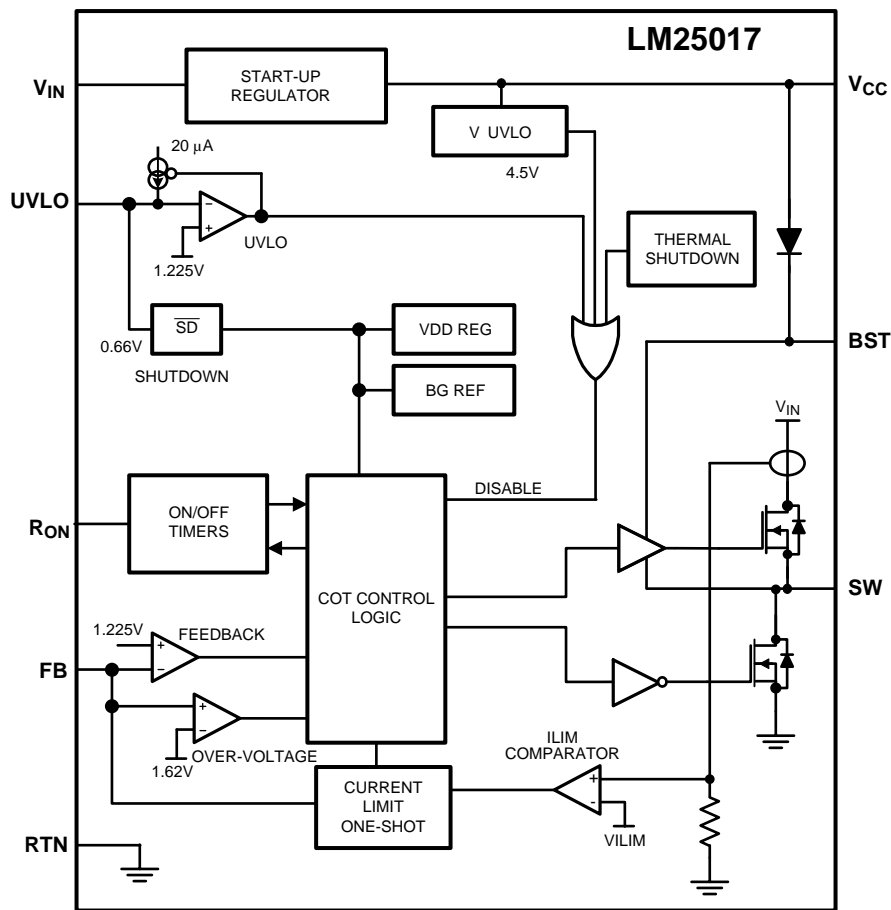 LM25017
START-UP
REGULATOR
VIN
VCC
V UVLO
4.5V
20 μA
UVLO
1.225V
UVLO
THERMAL
SHUTDOWN
SD
0.66V
SHUTDOWN
VDD REG
BG REF
BST
VIN
DISABLE
ON/OFF
TIMERS
RON
COT CONTROL
LOGIC
SW
1.225V
FEEDBACK
FB
OVER-VOLTAGE
1.62V
ILIM
COMPARATOR
CURRENT
LIMIT
ONE-SHOT
VILIM
RTN
+
-
+
-
+
-
+
-